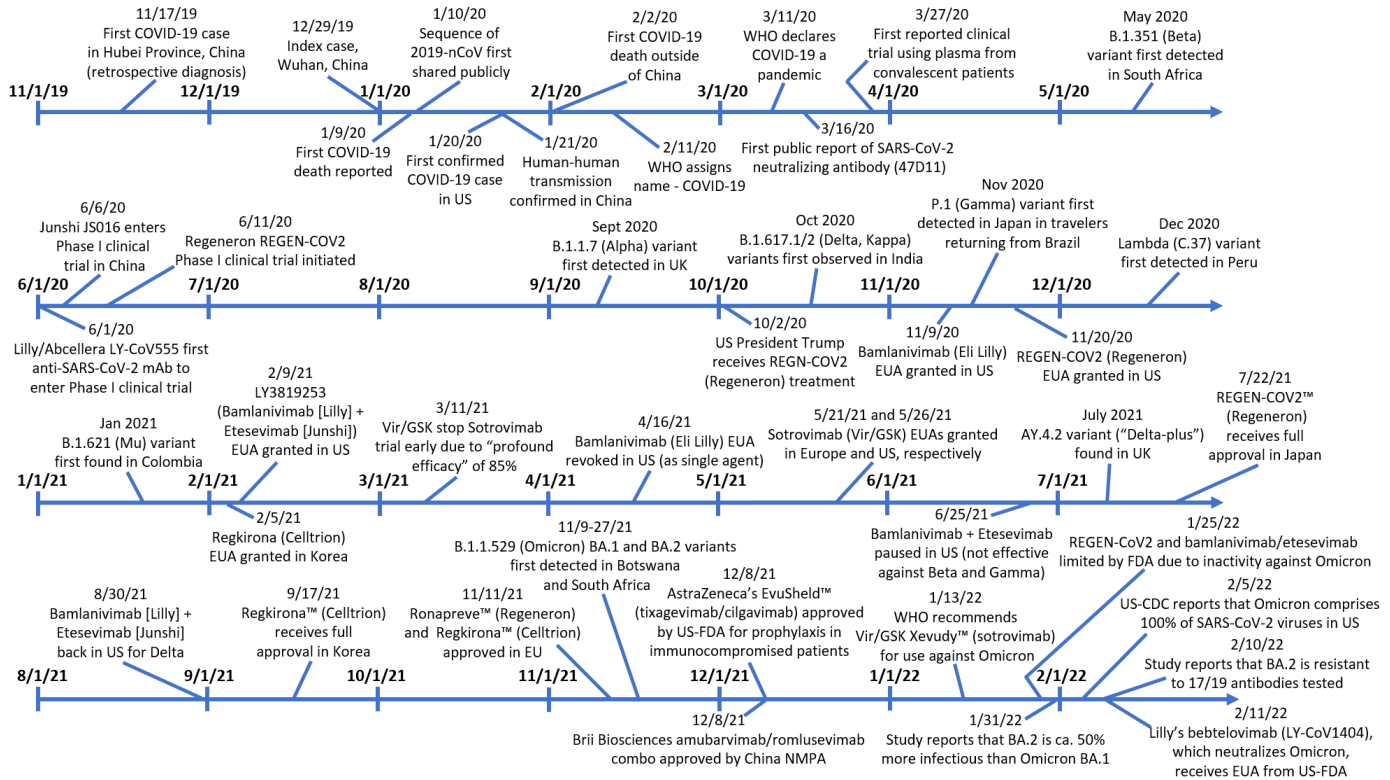 11/17/19
First COVID-19 case
in Hubei Province, China
(retrospective diagnosis)
12/29/19
Index case,
Wuhan, China
1/10/20
Sequence of
2019-nCoV first
shared publicly
2/2/20
First COVID-19
death outside
of China
3/11/20
WHO declares
COVID-19 a
pandemic
3/27/20
First reported clinical
trial using plasma from
convalescent patients
May 2020
B.1.351 (Beta)
variant first detected
in South Africa
11/1/19
12/1/19
1/1/20
2/1/20
3/1/20
4/1/20
5/1/20
1/9/20
First COVID-19
death reported
1/20/20
First confirmed
COVID-19 case
in US
1/21/20
Human-human
transmission
confirmed in China
2/11/20
WHO assigns
name - COVID-19
3/16/20
First public report of SARS-CoV-2
neutralizing antibody (47D11)
6/6/20
Junshi JS016 enters
Phase I clinical
trial in China
6/11/20
Regeneron REGEN-COV2
Phase I clinical trial initiated
Sept 2020
B.1.1.7 (Alpha) variant
first detected in UK
Oct 2020
B.1.617.1/2 (Delta, Kappa)
variants first observed in India
Nov 2020
P.1 (Gamma) variant first
detected in Japan in travelers
returning from Brazil
Dec 2020
Lambda (C.37) variant
first detected in Peru
6/1/20
7/1/20
8/1/20
9/1/20
10/1/20
11/1/20
12/1/20
6/1/20
Lilly/Abcellera LY-CoV555 first
anti-SARS-CoV-2 mAb to
enter Phase I clinical trial
10/2/20
US President Trump
receives REGN-COV2
(Regeneron) treatment
11/9/20
Bamlanivimab (Eli Lilly)
EUA granted in US
11/20/20
REGEN-COV2 (Regeneron)
EUA granted in US
Jan 2021
B.1.621 (Mu) variant
first found in Colombia
2/9/21
LY3819253
(Bamlanivimab [Lilly] +
Etesevimab [Junshi])
EUA granted in US
3/11/21
Vir/GSK stop Sotrovimab
trial early due to “profound
efficacy” of 85%
4/16/21
Bamlanivimab (Eli Lilly) EUA
revoked in US (as single agent)
5/21/21 and 5/26/21
Sotrovimab (Vir/GSK) EUAs granted
in Europe and US, respectively
July 2021
AY.4.2 variant (“Delta-plus”)
found in UK
7/22/21
REGEN-COV2™
(Regeneron)
receives full
approval in Japan
1/1/21
2/1/21
3/1/21
4/1/21
5/1/21
6/1/21
7/1/21
2/5/21
Regkirona (Celltrion)
EUA granted in Korea
6/25/21
Bamlanivimab + Etesevimab
paused in US (not effective
against Beta and Gamma)
8/30/21
Bamlanivimab [Lilly] +
Etesevimab [Junshi]
back in US for Delta
9/17/21
Regkirona™ (Celltrion)
receives full
approval in Korea
11/11/21
Ronapreve™ (Regeneron)
and Regkirona™ (Celltrion)
approved in EU
11/9-27/21
B.1.1.529 (Omicron) BA.1 and BA.2 variants
first detected in Botswana
and South Africa
12/8/21
AstraZeneca’s EvuSheld™
(tixagevimab/cilgavimab) approved
by US-FDA for prophylaxis in
immunocompromised patients
1/13/22
WHO recommends
Vir/GSK Xevudy™ (sotrovimab)
for use against Omicron
1/25/22
REGEN-CoV2 and bamlanivimab/etesevimab
limited by FDA due to inactivity against Omicron
2/5/22
US-CDC reports that Omicron comprises
100% of SARS-CoV-2 viruses in US
2/10/22
Study reports that BA.2 is resistant
to 17/19 antibodies tested
8/1/21
9/1/21
10/1/21
11/1/21
12/1/21
1/1/22
2/1/22
12/8/21
Brii Biosciences amubarvimab/romlusevimab
combo approved by China NMPA
1/31/22
Study reports that BA.2 is ca. 50%
more infectious than Omicron BA.1
2/11/22
Lilly’s bebtelovimab (LY-CoV1404),
which neutralizes Omicron,
receives EUA from US-FDA